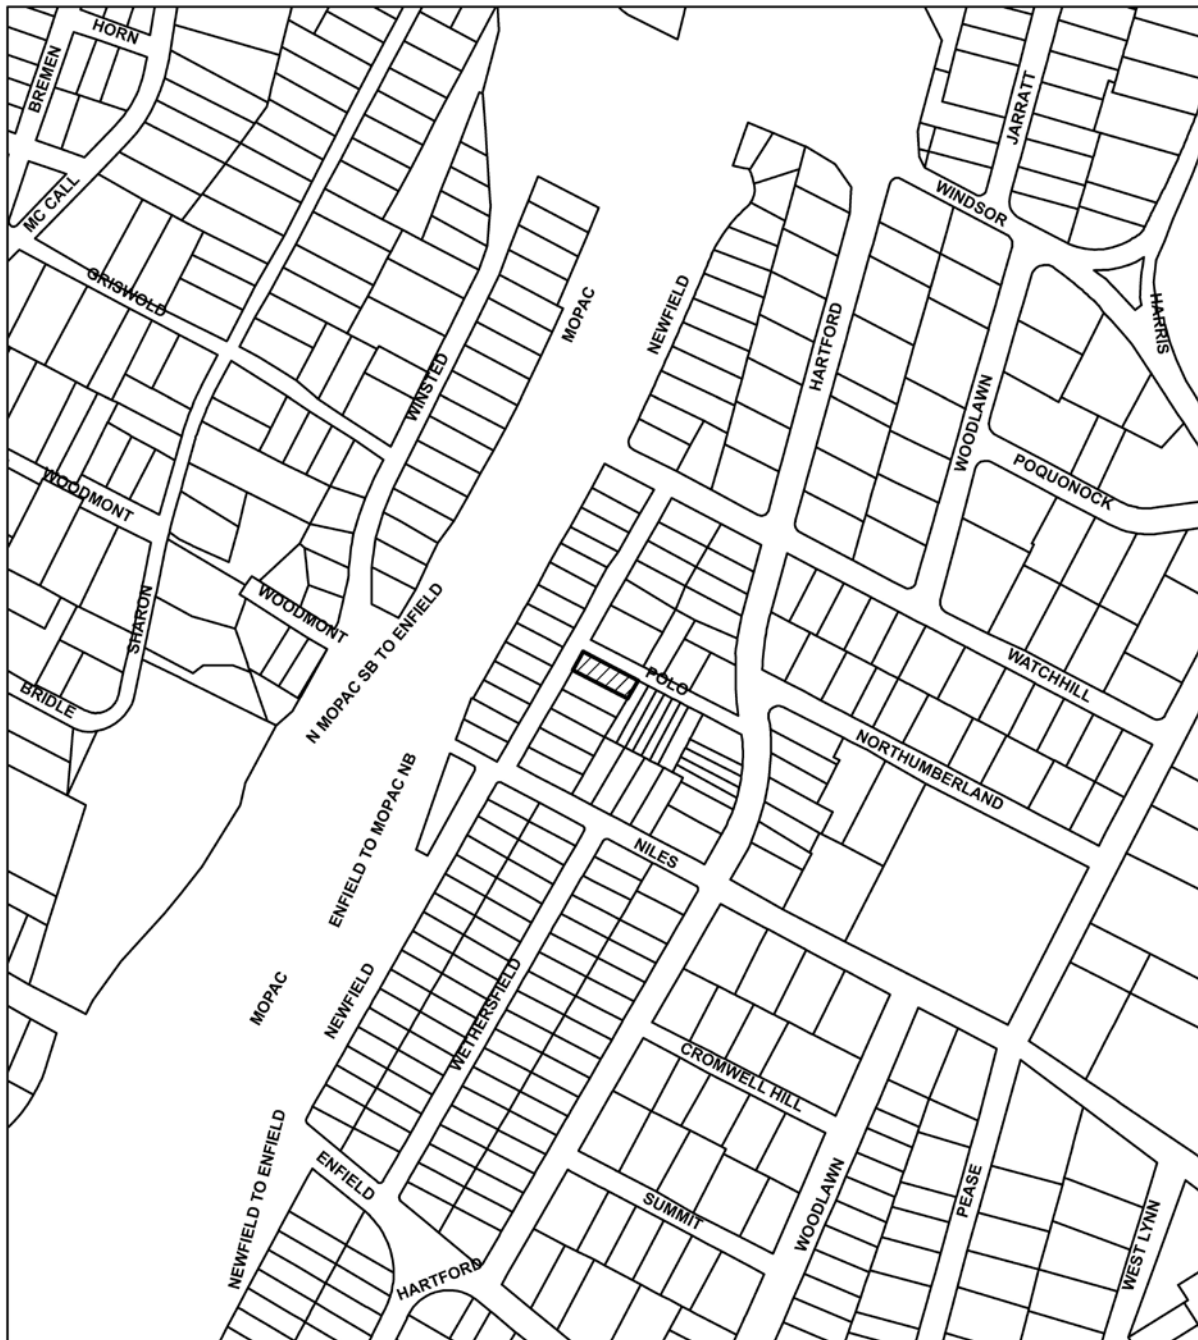 HORN
BREMEN
JARRATT
MC CALL
WINDSOR
GRISWOLD
MOPAC
NEWFIELD
HARTFORD
HARRIS
WINSTED
WOODLAWN
POQUONOCK
WOODMONT
WOODMONT
SHARON
N MOPAC SB TO ENFIELD
WATCHHILL
POLO
BRIDLE
NORTHUMBERLAND
ENFIELD TO MOPAC NB
NILES
MOPAC
NEWFIELD
WETHERSFIELD
CROMWELL HILL
NEWFIELD TO ENFIELD
ENFIELD
SUMMIT
WOODLAWN
PEASE
WEST LYNN
HARTFORD